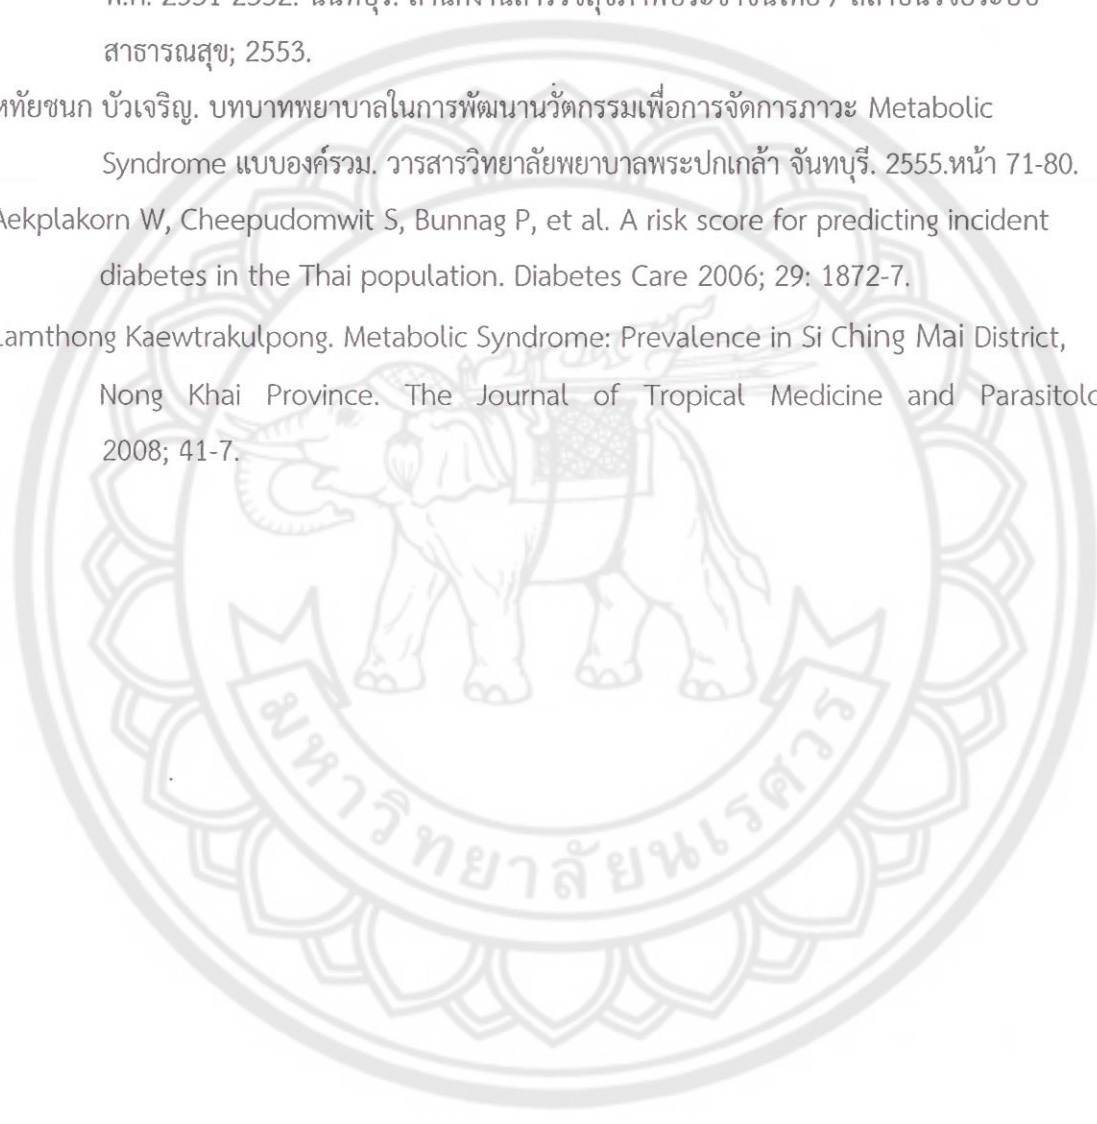 สาธารณสุข; 2553.
หทัยชนก บัวเจริญ. บทบาทพยาบาลในการพัฒนานวัตกรรมเพื่อการจัดการภาวะ Metabolic
Syndrome แบบองค์รวม. วารสารวิทยาลัยพยาบาลพระปกเกล้า จันทบุรี. 2555.หน้า 71-80.
Aekplakorn W, Cheepudomwit S, Bunnag P, et al. A risk score for predicting incident
diabetes in the Thai population. Diabetes Care 2006; 29: 1872-7.
Lamthong Kaewtrakulpong. Metabolic Syndrome: Prevalence in Si Ching Mai District,
Nong Khai Province. The Journal of Tropical Medicine and Parasitolo
2008; 41-7.
มหาวิทยาลัยนเรศวร